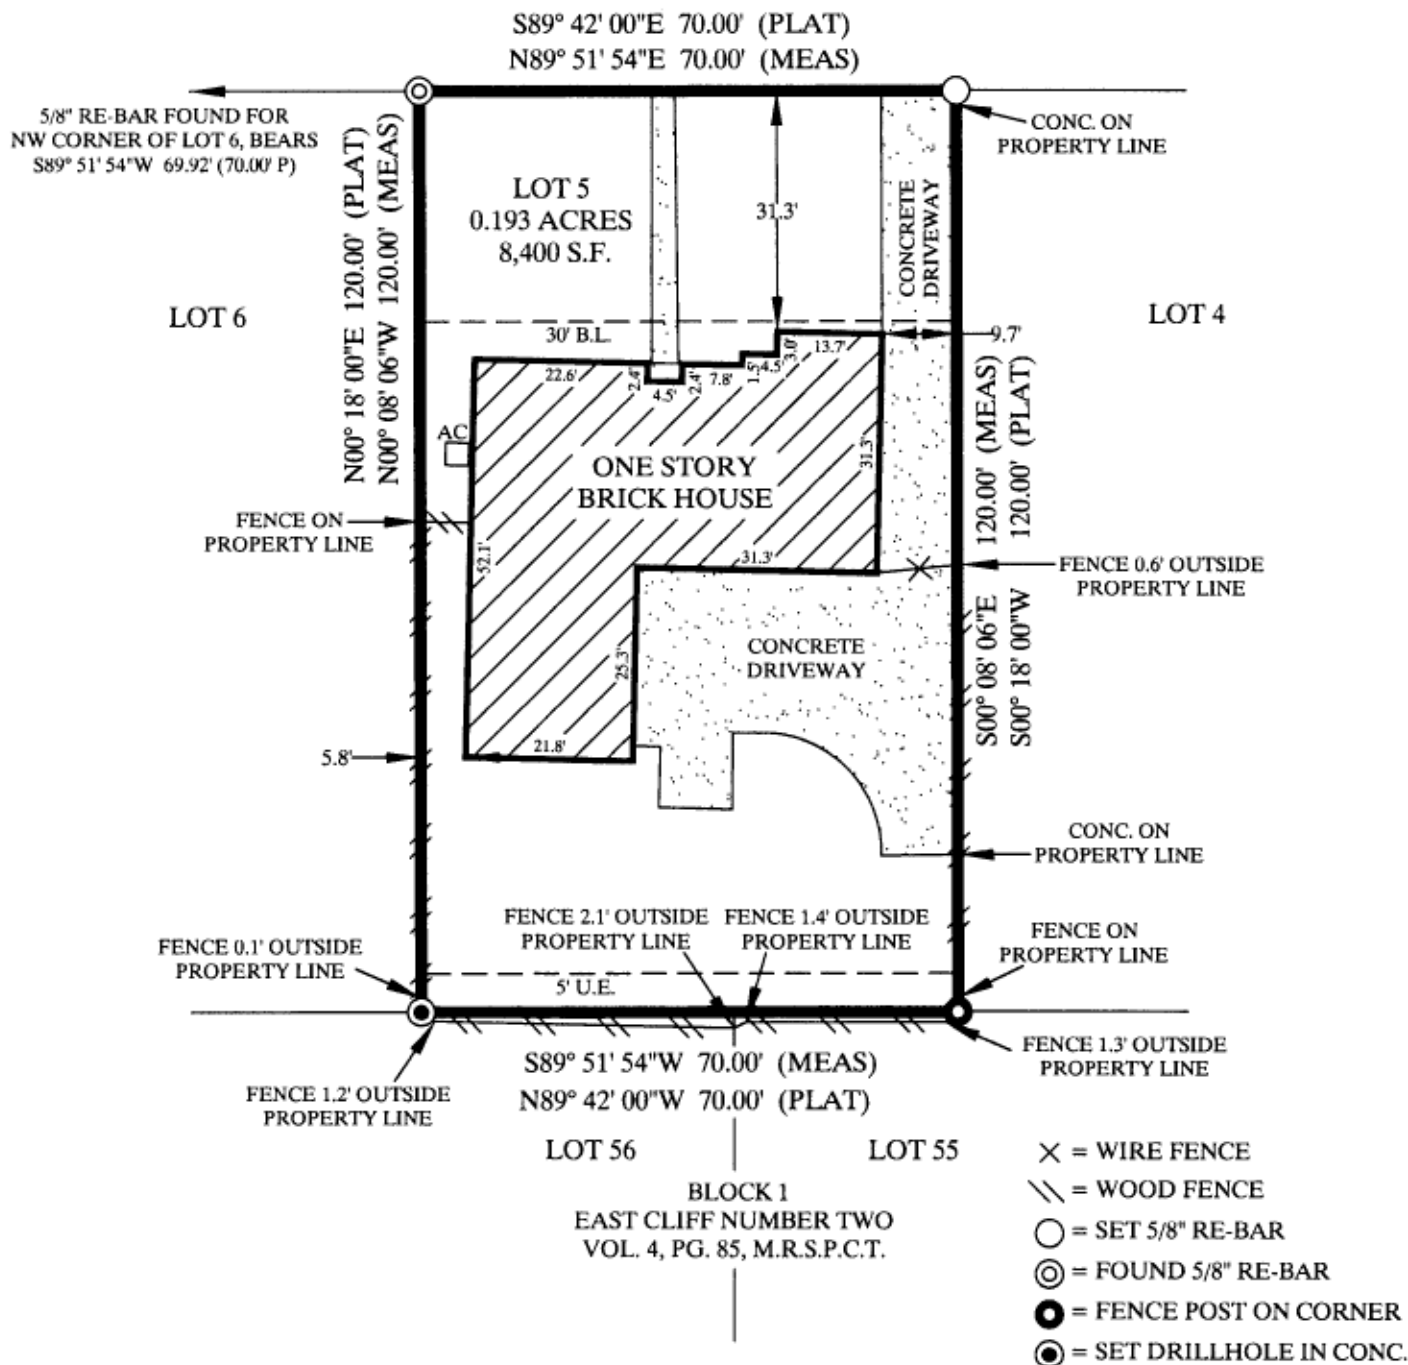 S89° 42' 00"E 70.00' (PLAT)
N89° 51' 54"E 70.00' (MEAS)
5/8" RE-BAR FOUND FOR
NW CORNER OF LOT 6, BEARS
S89° 51' 54"W 69.92' (70.00' P)
CONC. ON
PROPERTY LINE
N00° 18' 00"E 120.00' (PLAT)
N00° 08' 06"W 120.00' (MEAS)
LOT 5
0.193 ACRES
8,400 S.F.
31.3'
CONCRETE
DRIVEWAY
LOT 6
LOT 4
30' B.L.
9.7'
22.6'
2.4'
4.5'
2.4'
7.8'
1.5'
4.5'
3.0'
13.7'
S00° 08' 06"E 120.00' (MEAS)
S00° 18' 00"W 120.00' (PLAT)
AC
ONE STORY
BRICK HOUSE
31.3'
FENCE ON
PROPERTY LINE
52.1'
31.3'
FENCE 0.6' OUTSIDE
PROPERTY LINE
25.3'
CONCRETE
DRIVEWAY
5.8'
21.8'
CONC. ON
PROPERTY LINE
FENCE 2.1' OUTSIDE
PROPERTY LINE
FENCE 1.4' OUTSIDE
PROPERTY LINE
FENCE ON
PROPERTY LINE
FENCE 0.1' OUTSIDE
PROPERTY LINE
5' U.E.
FENCE 1.3' OUTSIDE
PROPERTY LINE
S89° 51' 54"W 70.00' (MEAS)
N89° 42' 00"W 70.00' (PLAT)
FENCE 1.2' OUTSIDE
PROPERTY LINE
LOT 56
LOT 55
BLOCK 1
EAST CLIFF NUMBER TWO
VOL. 4, PG. 85, M.R.S.P.C.T.
= WIRE FENCE
= WOOD FENCE
= SET 5/8" RE-BAR
= FOUND 5/8" RE-BAR
= FENCE POST ON CORNER
= SET DRILLHOLE IN CONC.